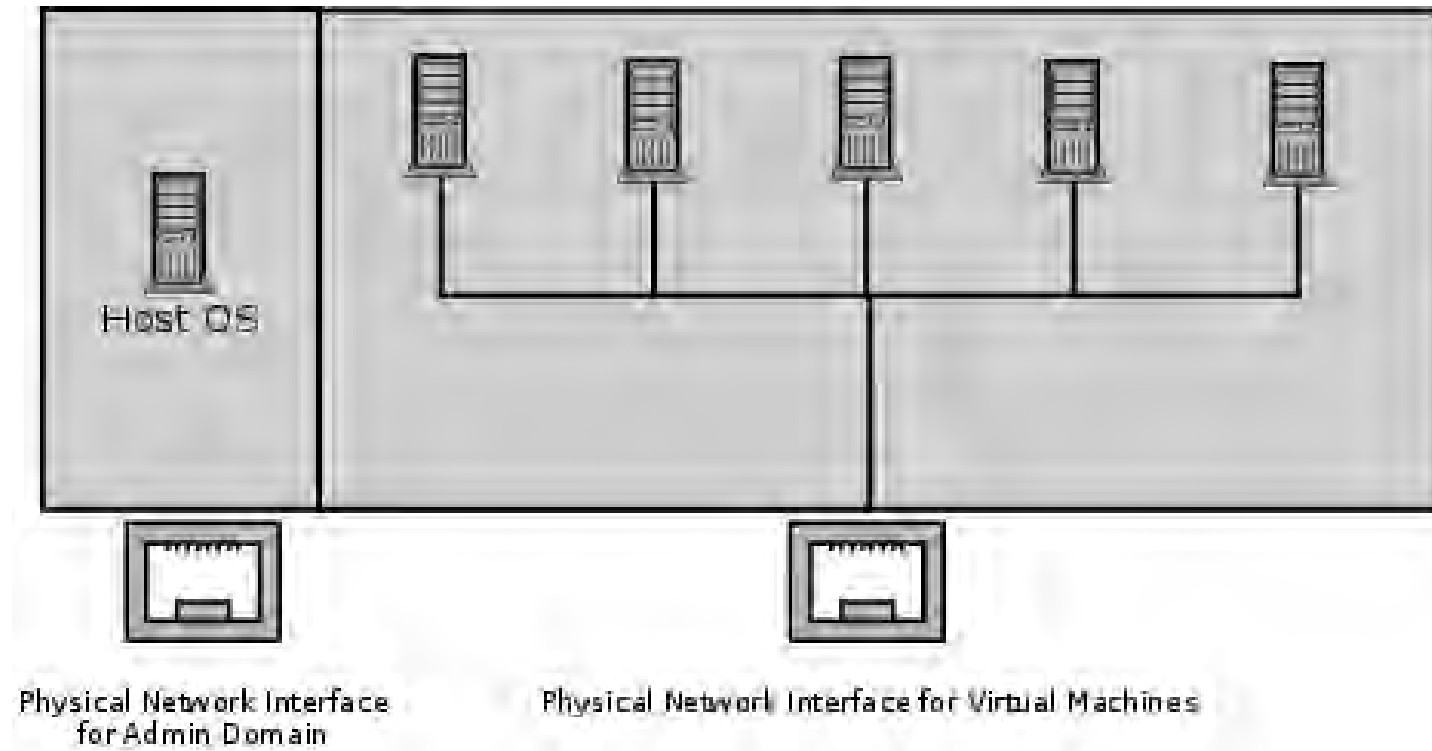 Host OS
Physical Network Interface
for Admin Domain
Physical Network Interface for Virtual Machines